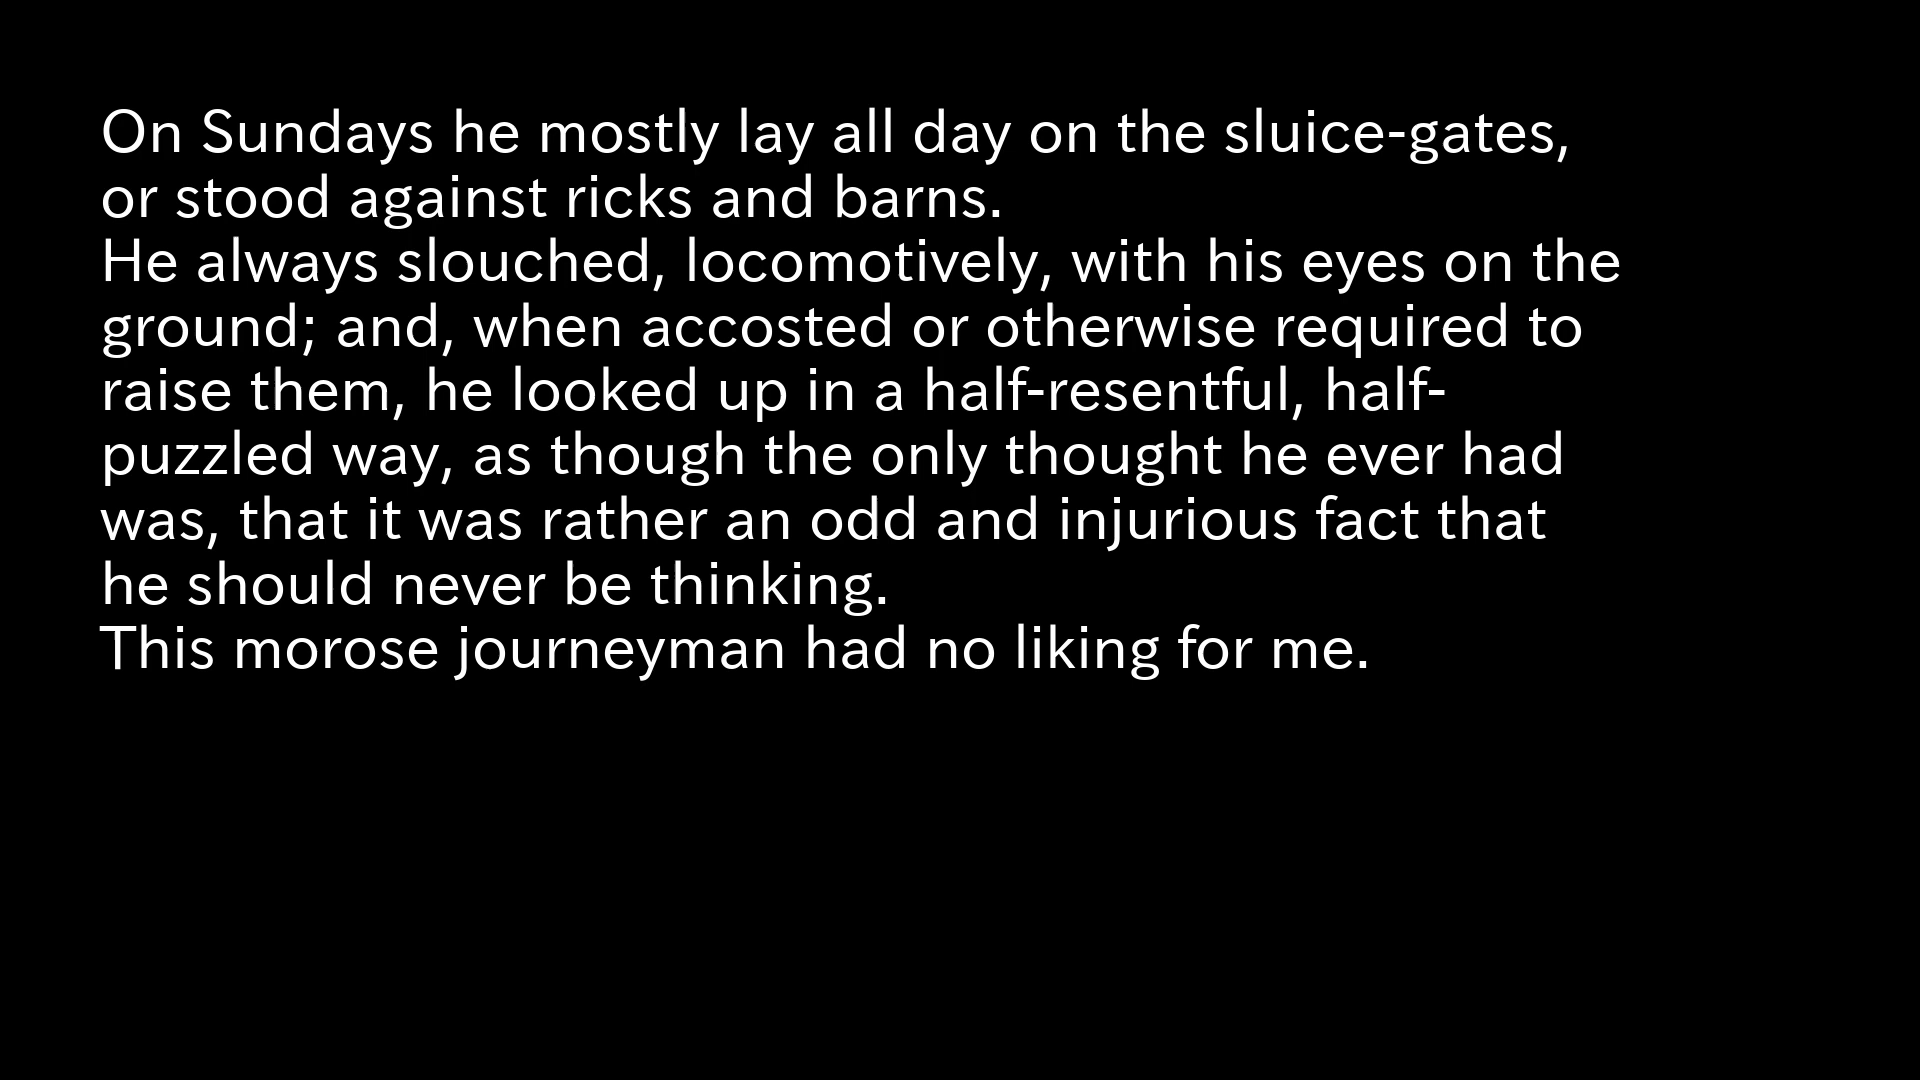 On Sundays he mostly lay all day on the sluice-gates,
or stood against ricks and barns.
He always slouched, locomotively, with his eyes on the
ground; and, when accosted or otherwise required to
raise them, he looked up in a half-resentful, half-
puzzled way, as though the only thought he ever had
was, that it was rather an odd and injurious fact that
he should never be thinking.
This morose journeyman had no liking for me.